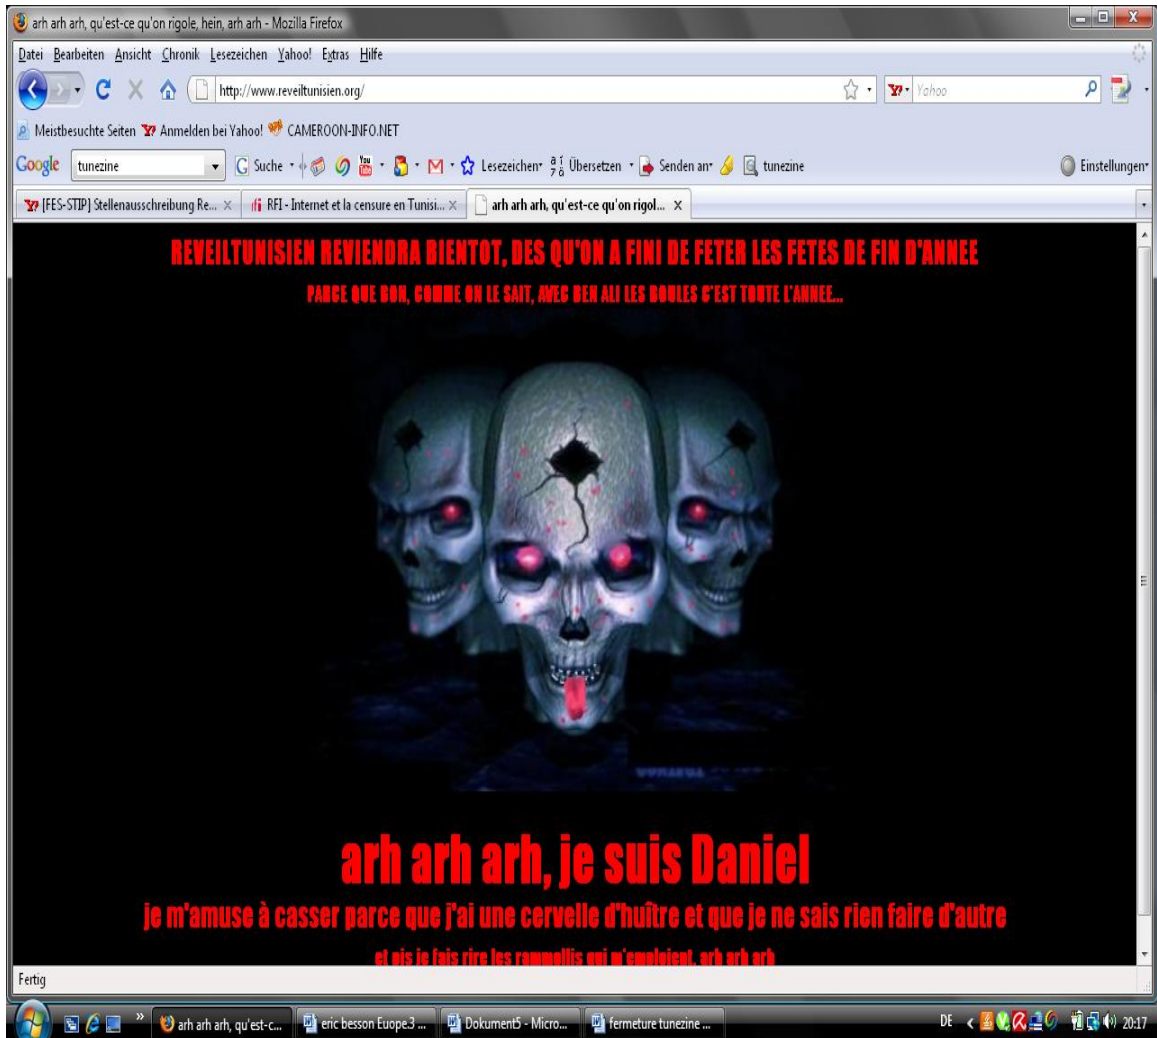 arh arh arh, qu'est-ce qu'on rigole, hein, arh arh - Mozilla Firefox
Datei Bearbeiten Ansicht Chronik Lesezeichen Yahoo! Extras Hilfe
http://www.reveiltunisien.org/ Yahoo
Meistbesuchte Seiten Anmelden bei Yahoo! CAMEROON-INFO.NET
Google tunezine Suche Lesezeichen Übersetzen Senden an tunezine Einstellungen
[FES-STIP] Stellenausschreibung Re... RFI - Internet et la censure en Tunisi... arh arh arh, qu'est-ce qu'on rigol...
REVEILTUNISIEN REVIENDRA BIENTOT, DES QU'ON A FINI DE FETER LES FETES DE FIN D'ANNEE
PARCE QUE BON, COMME ON LE SAIT, AVEC BEN ALI LES BOULES C'EST TOUTE L'ANNEE...
arh arh arh, je suis Daniel
je m'amuse à casser parce que j'ai une cervelle d'huître et que je ne sais rien faire d'autre
et pis je fais rire les rammollis qui m'emploient, arh arh arh
Fertig
arh arh arh, qu'est-c... eric besson Euope.3 ... Dokument5 - Micro... fermeture tunezine ... DE 20:17